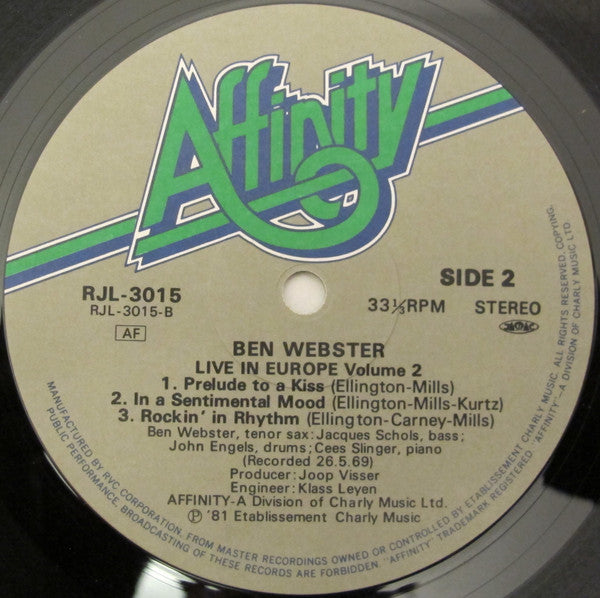 Affinity
RJL-3015
RJL-3015-B
AF
SIDE 2
33 1/3 RPM STEREO
JASRAC
BEN WEBSTER
LIVE IN EUROPE Volume 2
1. Prelude to a Kiss (Ellington-Mills)
2. In a Sentimental Mood (Ellington-Mills-Kurtz)
3. Rockin' in Rhythm (Ellington-Carney-Mills)
Ben Webster, tenor sax: Jacques Schols, bass;
John Engels, drums; Cees Slinger, piano
(Recorded 26.5.69)
Producer: Joop Visser
Engineer: Klass Leyen
AFFINITY-A Division of Charly Music Ltd.
Ⓟ '81 Etablissement Charly Music
MANUFACTURED BY RVC CORPORATION, FROM MASTER RECORDINGS OWNED OR CONTROLLED BY ETABLISSEMENT CHARLY MUSIC. ALL RIGHTS RESERVED. COPYING,
PUBLIC PERFORMANCE, BROADCASTING OF THESE RECORDS ARE FORBIDDEN. "AFFINITY" TRADEMARK REGISTERED. "AFFINITY"-A DIVISION OF CHARLY MUSIC LTD